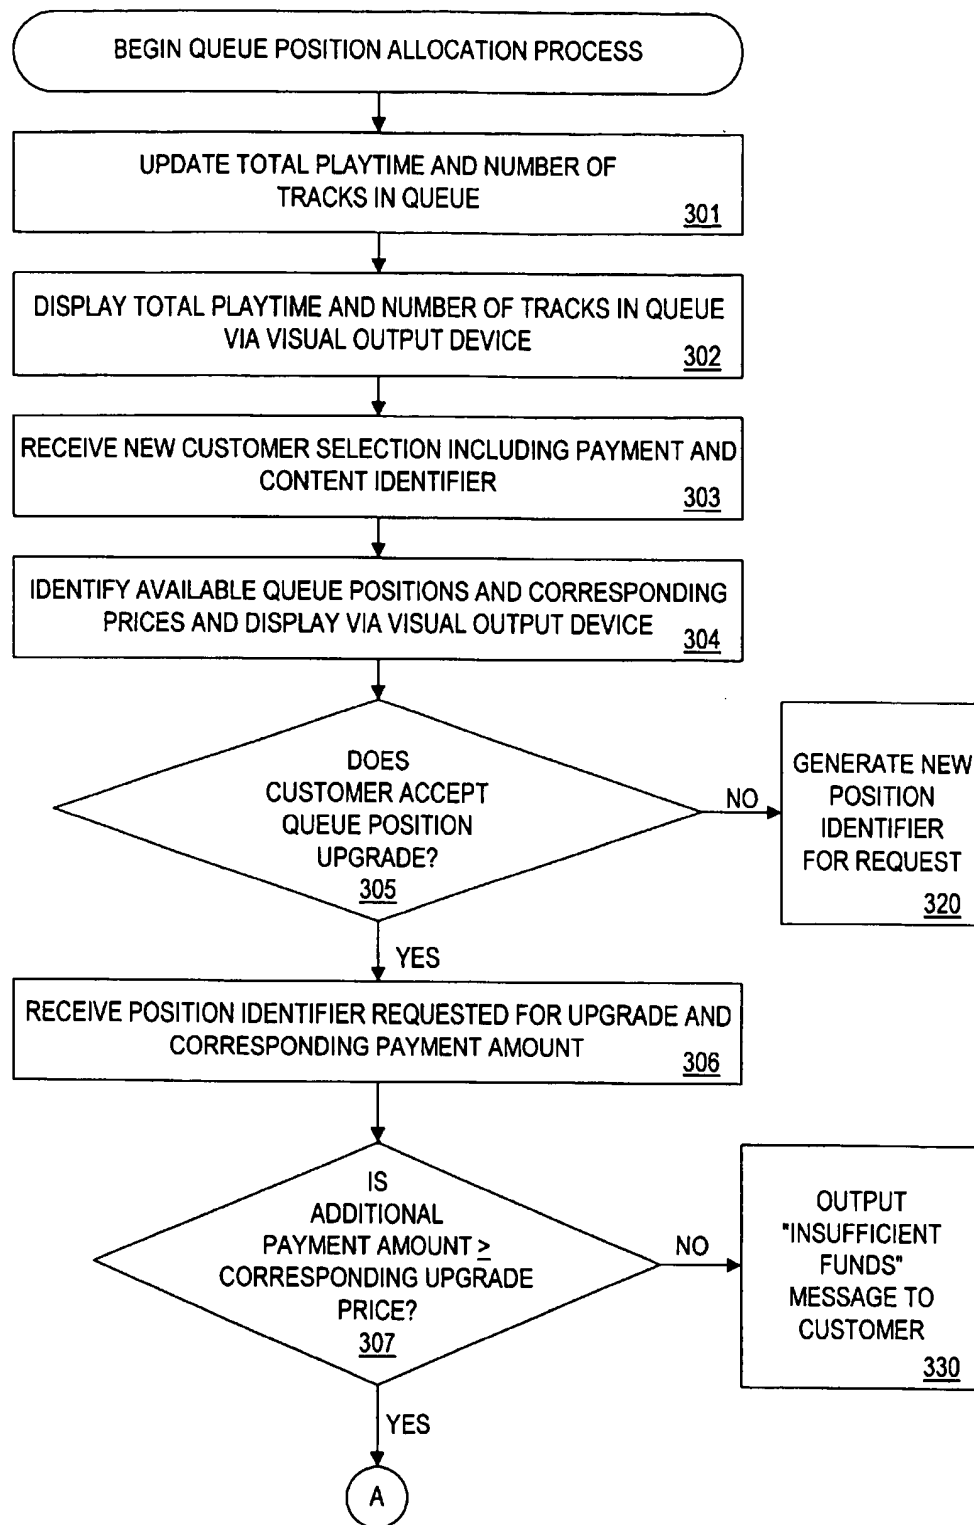 BEGIN QUEUE POSITION ALLOCATION PROCESS
UPDATE TOTAL PLAYTIME AND NUMBER OF
TRACKS IN QUEUE
301
DISPLAY TOTAL PLAYTIME AND NUMBER OF TRACKS IN QUEUE
VIA VISUAL OUTPUT DEVICE
302
RECEIVE NEW CUSTOMER SELECTION INCLUDING PAYMENT AND
CONTENT IDENTIFIER
303
IDENTIFY AVAILABLE QUEUE POSITIONS AND CORRESPONDING
PRICES AND DISPLAY VIA VISUAL OUTPUT DEVICE
304
DOES
CUSTOMER ACCEPT
QUEUE POSITION
UPGRADE?
305
NO
GENERATE NEW
POSITION
IDENTIFIER
FOR REQUEST
320
YES
RECEIVE POSITION IDENTIFIER REQUESTED FOR UPGRADE AND
CORRESPONDING PAYMENT AMOUNT
306
IS
ADDITIONAL
PAYMENT AMOUNT ≥
CORRESPONDING UPGRADE
PRICE?
307
NO
OUTPUT
"INSUFFICIENT
FUNDS"
MESSAGE TO
CUSTOMER
330
YES
A